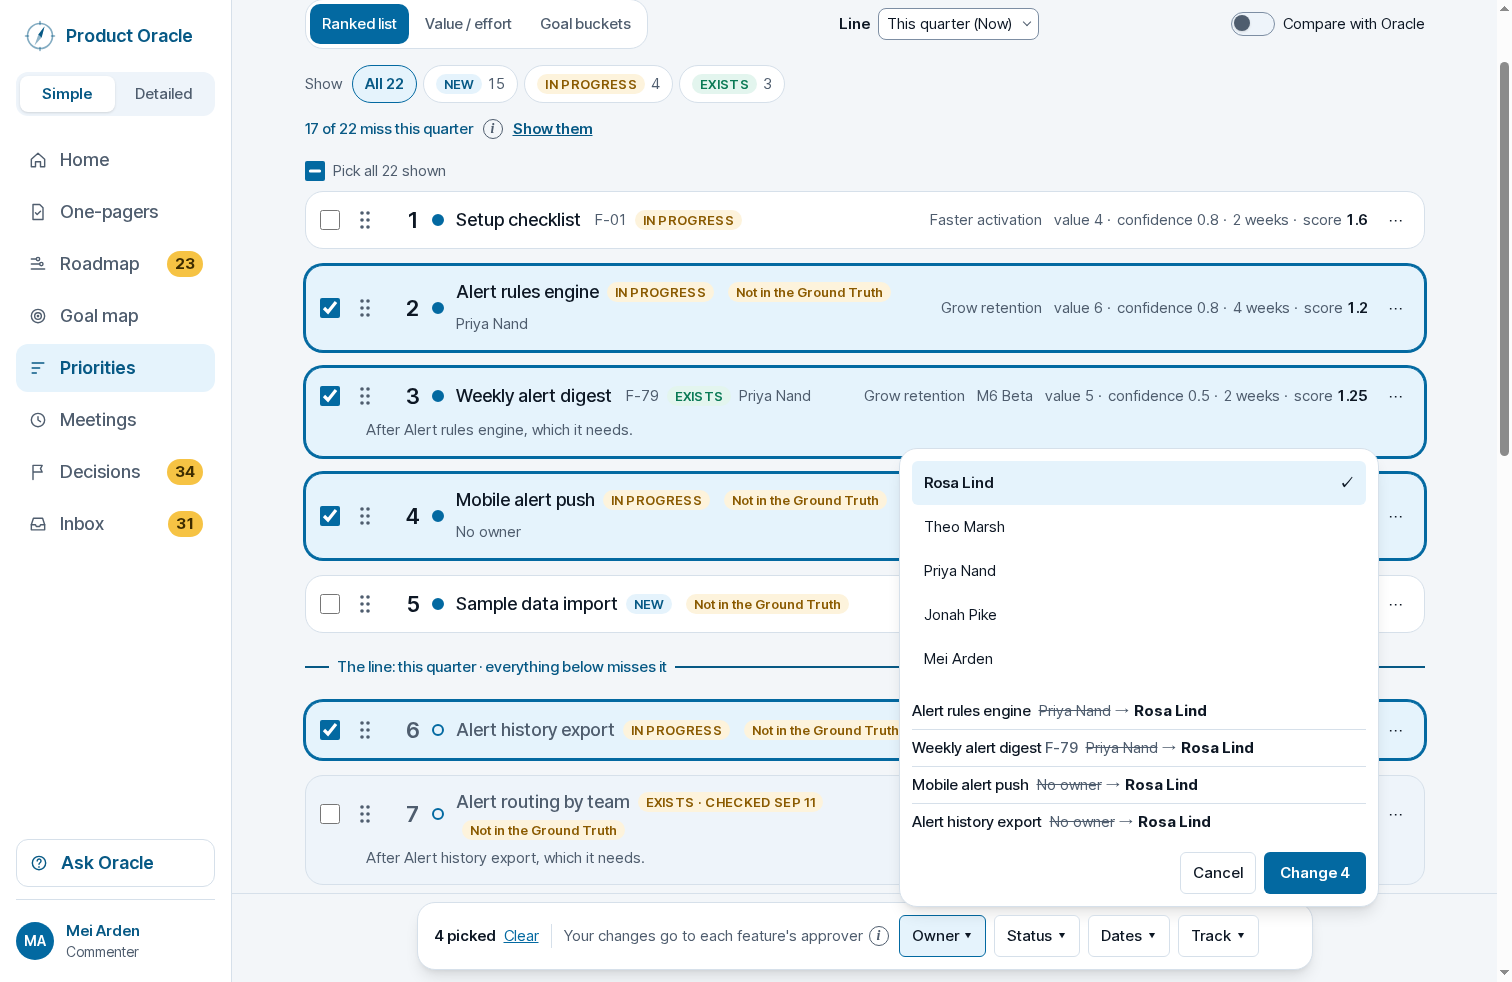 Product Oracle
Simple Detailed
Home
One-pagers
Roadmap 23
Goal map
Priorities
Meetings
Decisions 34
Inbox 31
Ask Oracle
MA Mei Arden
Commenter
Ranked list Value / effort Goal buckets
Line This quarter (Now)
Compare with Oracle
Show All 22 NEW 15 IN PROGRESS 4 EXISTS 3
17 of 22 miss this quarter i Show them
Pick all 22 shown
1 Setup checklist F-01 IN PROGRESS Faster activation value 4 · confidence 0.8 · 2 weeks · score 1.6 ...
2 Alert rules engine IN PROGRESS Not in the Ground Truth Grow retention value 6 · confidence 0.8 · 4 weeks · score 1.2 ...
Priya Nand
3 Weekly alert digest F-79 EXISTS Priya Nand Grow retention M6 Beta value 5 · confidence 0.5 · 2 weeks · score 1.25 ...
After Alert rules engine, which it needs.
4 Mobile alert push IN PROGRESS Not in the Ground Truth ...
No owner
5 Sample data import NEW Not in the Ground Truth ...
The line: this quarter · everything below misses it
6 Alert history export IN PROGRESS Not in the Ground Truth ...
7 Alert routing by team EXISTS · CHECKED SEP 11 ...
Not in the Ground Truth
After Alert history export, which it needs.
Rosa Lind ✓
Theo Marsh
Priya Nand
Jonah Pike
Mei Arden
Alert rules engine Priya Nand → Rosa Lind
Weekly alert digest F-79 Priya Nand → Rosa Lind
Mobile alert push No owner → Rosa Lind
Alert history export No owner → Rosa Lind
Cancel Change 4
4 picked Clear Your changes go to each feature's approver i Owner ▾ Status ▾ Dates ▾ Track ▾